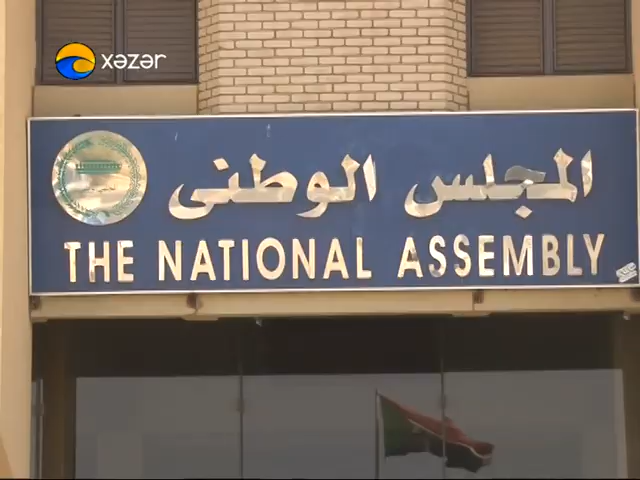 xəzər
المجلس الوطني
THE NATIONAL ASSEMBLY